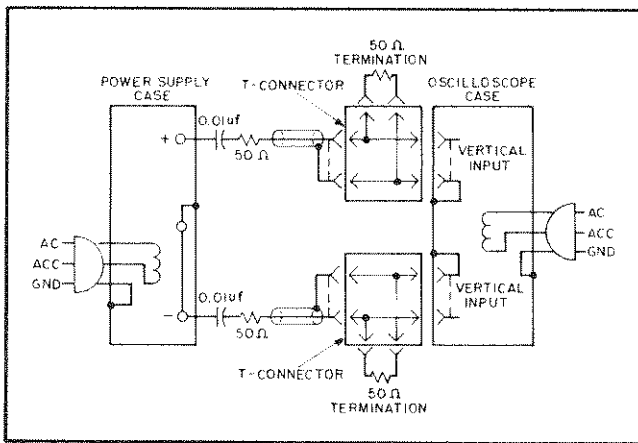 50 Ω
TERMINATION
POWER SUPPLY
CASE
T-CONNECTOR
OSCILLOSCOPE
CASE
0.01uf
+
50 Ω
VERTICAL
INPUT
AC
ACC
GND
AC
ACC
GND
0.01uf
-
50 Ω
VERTICAL
INPUT
T-CONNECTOR
50 Ω
TERMINATION